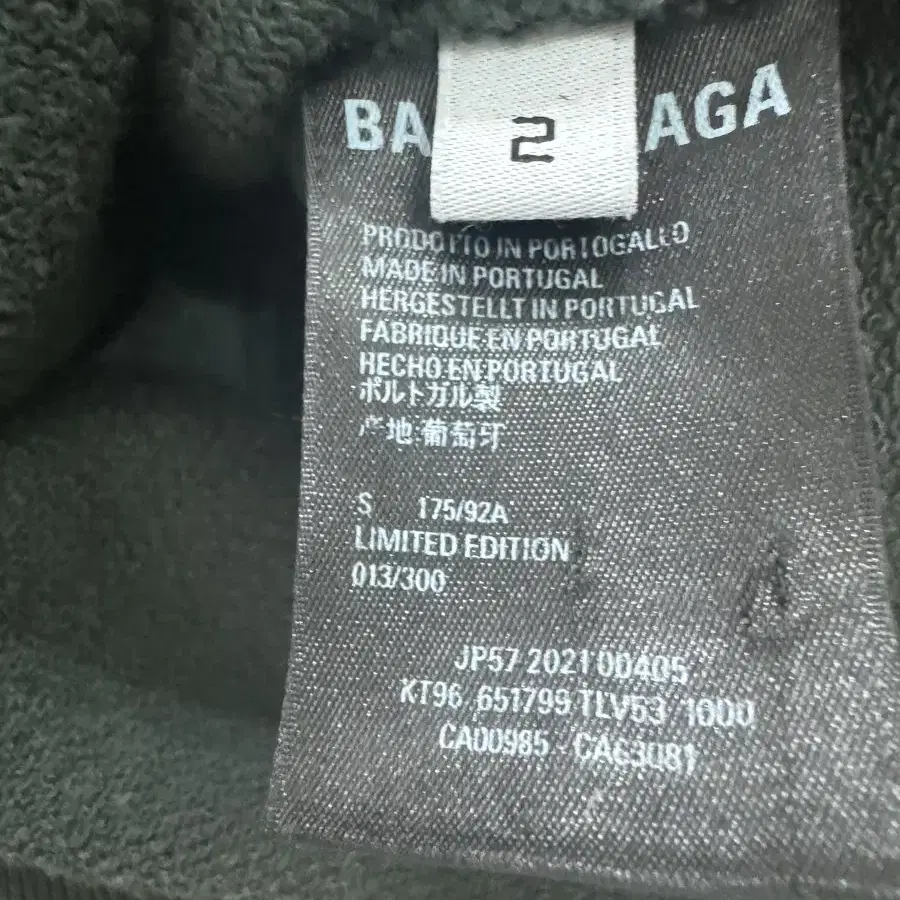 BA AGA
2
PRODOTTO IN PORTOGALLO
MADE IN PORTUGAL
HERGESTELLT IN PORTUGAL
FABRIQUE EN PORTUGAL
HECHO EN PORTUGAL
ポルトガル製
产地:葡萄牙
S 175/92A
LIMITED EDITION
013/300
JP57 202100405
KT96 651799 TLV53 1000
CA00985 - CA63081